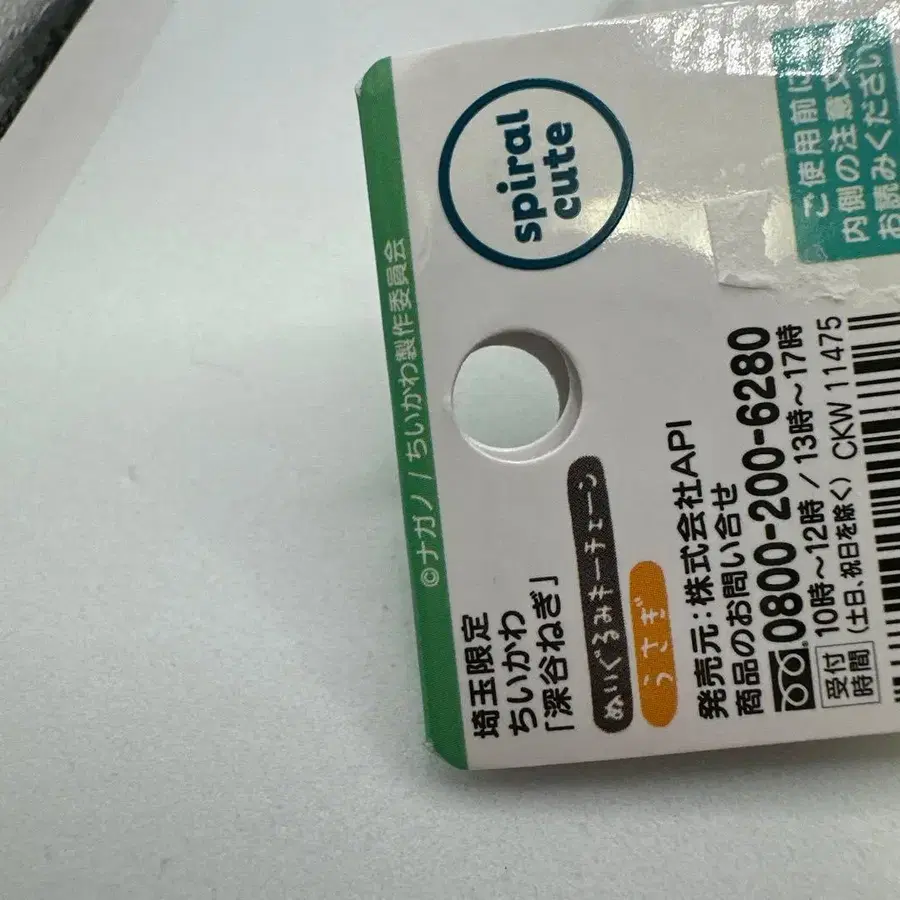 ©ナガノ / ちいかわ製作委員会
spiral
cute
ご使用前に
内側の注意文
お読みください
埼玉限定
ちいかわ
「深谷ねぎ」
ぬいぐるみキーチェーン
うさぎ
発売元:株式会社API
商品のお問い合せ
0800-200-6280
受付時間
10時〜12時 / 13時〜17時
(土日、祝日を除く) CKW 11475